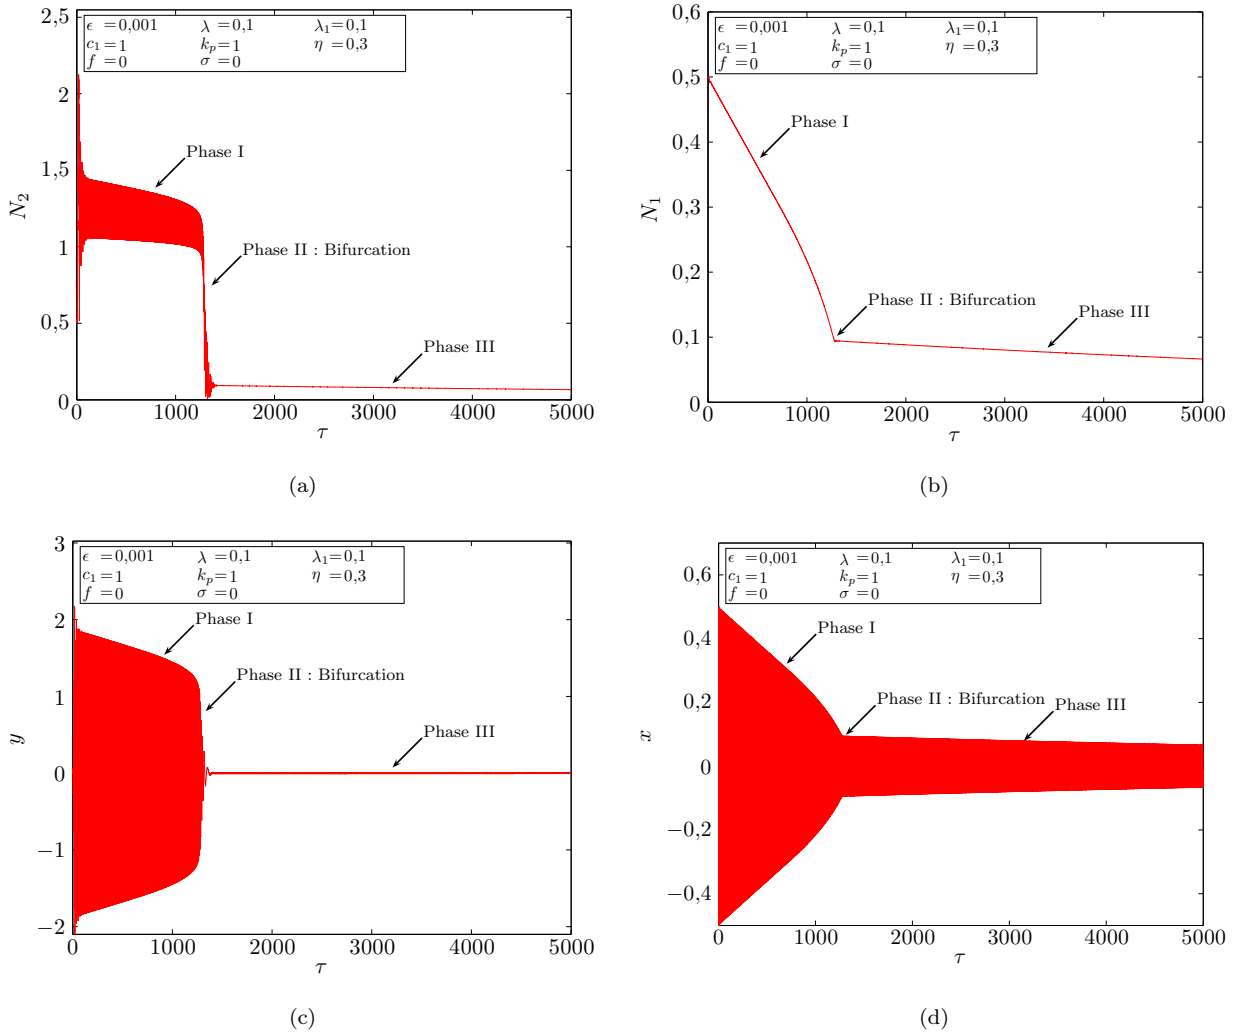 2,5
2
1,5
1
0,5
0
N₂
ϵ =0,001 λ =0,1 λ₁=0,1
c₁=1 kₚ=1 η =0,3
f =0 σ =0
Phase I
Phase II : Bifurcation
Phase III
0 1000 2000 3000 4000 5000
τ
(a)
0,6
0,5
0,4
0,3
0,2
0,1
0
N₁
ϵ =0,001 λ =0,1 λ₁=0,1
c₁=1 kₚ=1 η =0,3
f =0 σ =0
Phase I
Phase II : Bifurcation
Phase III
0 1000 2000 3000 4000 5000
τ
(b)
3
2
1
0
−1
−2
y
ϵ =0,001 λ =0,1 λ₁=0,1
c₁=1 kₚ=1 η =0,3
f =0 σ =0
Phase I
Phase II : Bifurcation
Phase III
0 1000 2000 3000 4000 5000
τ
(c)
0,6
0,4
0,2
0
−0,2
−0,4
x
ϵ =0,001 λ =0,1 λ₁=0,1
c₁=1 kₚ=1 η =0,3
f =0 σ =0
Phase I
Phase II : Bifurcation
Phase III
0 1000 2000 3000 4000 5000
τ
(d)